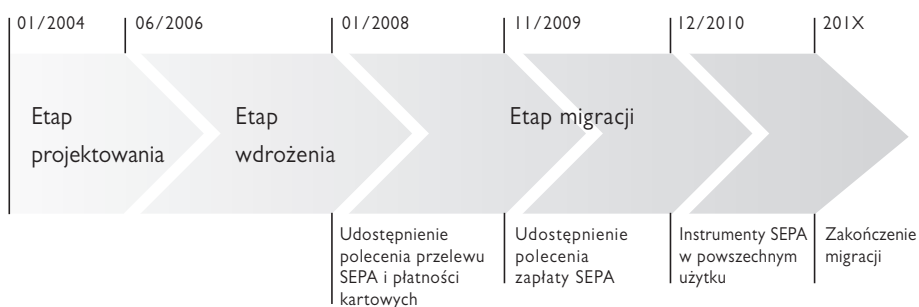 01/2004 06/2006 01/2008 11/2009 12/2010 201X
Etap
projektowania
Etap
wdrożenia
Etap migracji
Udostępnienie
polecenia przelewu
SEPA i płatności
kartowych
Udostępnienie
polecenia
zapłaty SEPA
Instrumenty SEPA
w powszechnym
użytku
Zakończenie
migracji